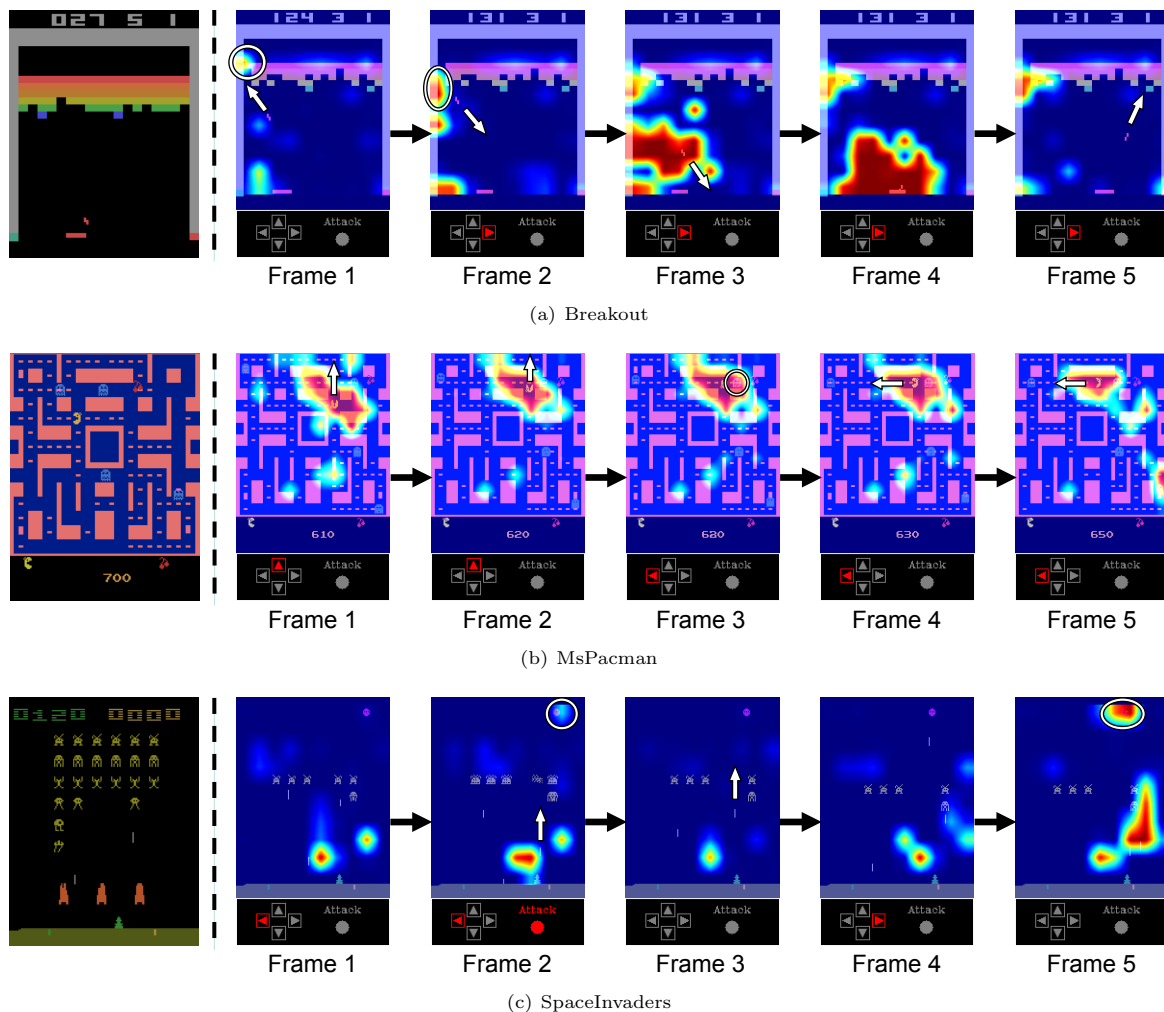 027 5 1
124 3 1
131 3 1
131 3 1
131 3 1
131 3 1
Attack
Attack
Attack
Attack
Attack
Frame 1
Frame 2
Frame 3
Frame 4
Frame 5
(a) Breakout
700
610
620
680
630
650
Attack
Attack
Attack
Attack
Attack
Frame 1
Frame 2
Frame 3
Frame 4
Frame 5
(b) MsPacman
0120 0000
Attack
Attack
Attack
Attack
Attack
Frame 1
Frame 2
Frame 3
Frame 4
Frame 5
(c) SpaceInvaders